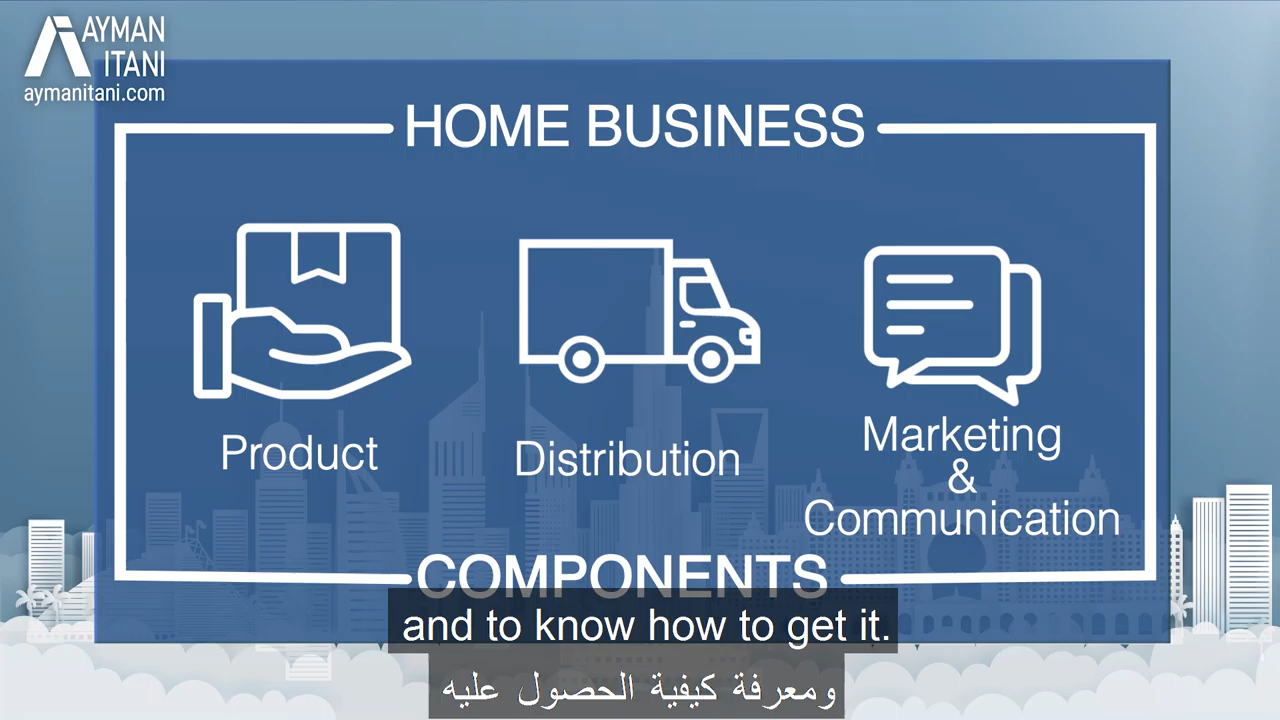 AYMAN
ITANI
aymanitani.com
HOME BUSINESS
Product
Distribution
Marketing
&
Communication
COMPONENTS
and to know how to get it.
ومعرفة كيفية الحصول عليه